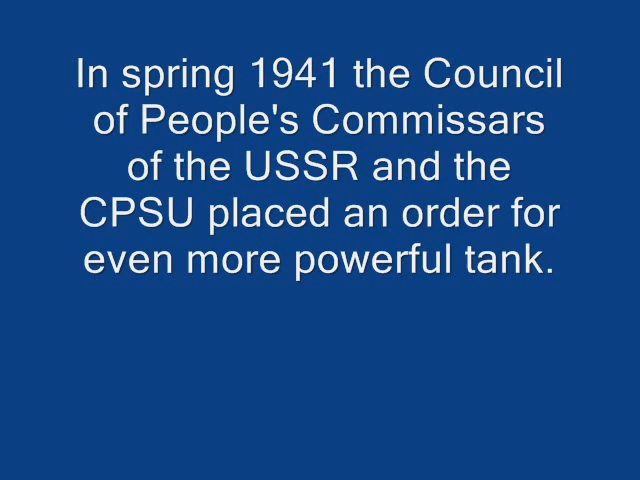 In spring 1941 the Council
of People's Commissars
of the USSR and the
CPSU placed an order for
even more powerful tank.